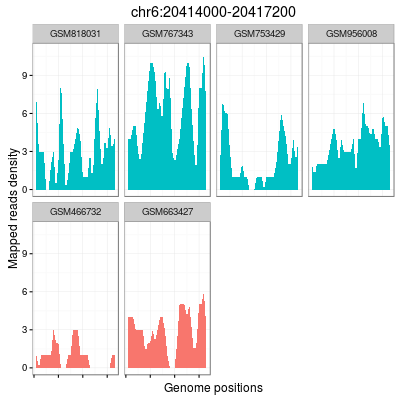 chr6:20414000-20417200
GSM818031 GSM767343 GSM753429 GSM956008
9
6
3
0
Mapped reads density
GSM466732 GSM663427
9
6
3
0
Genome positions